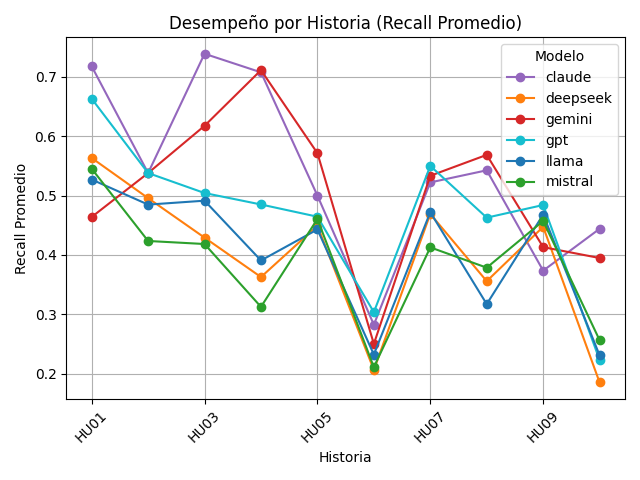 Desempeño por Historia (Recall Promedio)
Modelo
claude
deepseek
gemini
gpt
llama
mistral
Recall Promedio
0.7
0.6
0.5
0.4
0.3
0.2
HU01
HU03
HU05
HU07
HU09
Historia